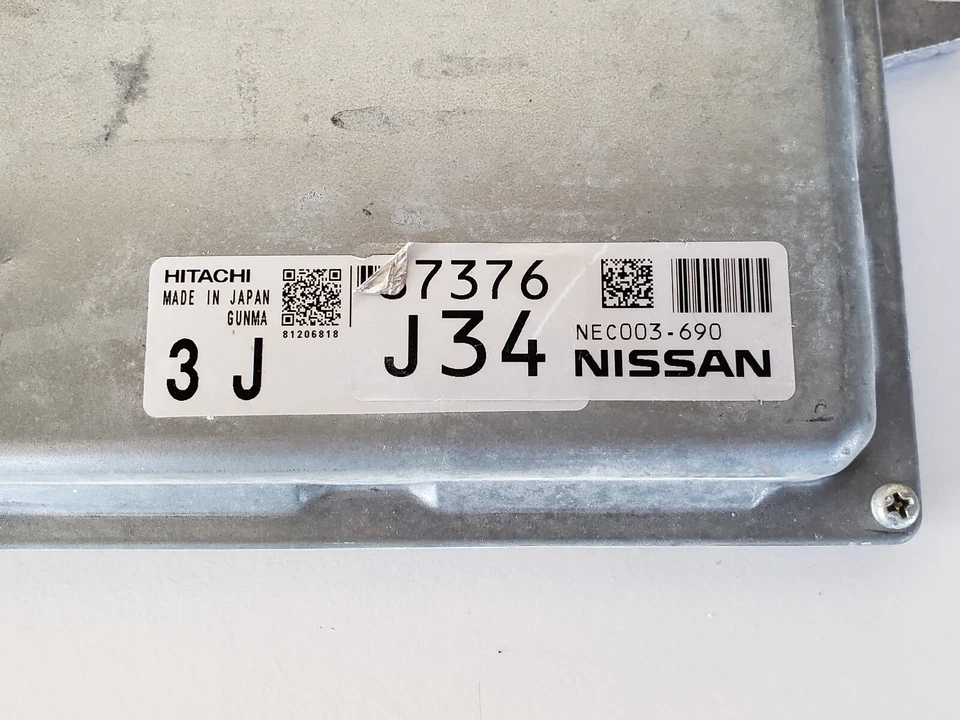 HITACHI
MADE IN JAPAN
GUNMA
81206818
3 J
7376
J34
NEC003-690
NISSAN